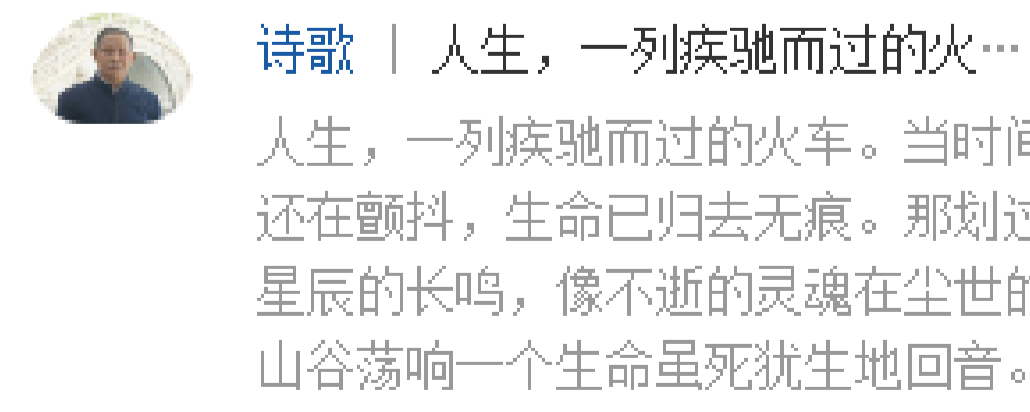 诗歌 | 人生，一列疾驰而过的火…
人生，一列疾驰而过的火车。当时间
还在颤抖，生命已归去无痕。那划过
星辰的长鸣，像不逝的灵魂在尘世的
山谷荡响一个生命虽死犹生地回音。